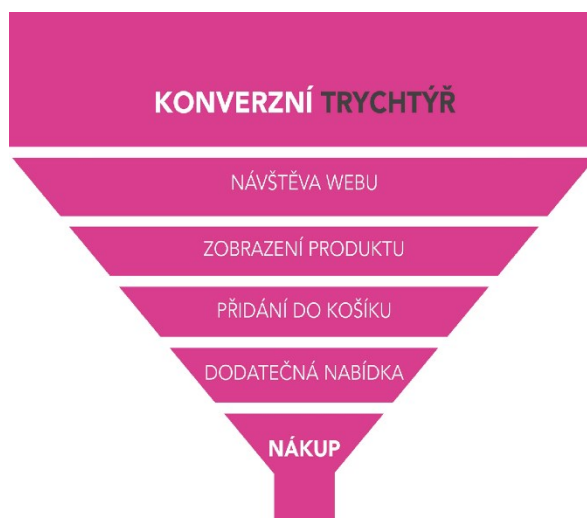 KONVERZNÍ TRYCHTÝŘ
NÁVŠTĚVA WEBU
ZOBRAZENÍ PRODUKTU
PŘIDÁNÍ DO KOŠÍKU
DODATEČNÁ NABÍDKA
NÁKUP